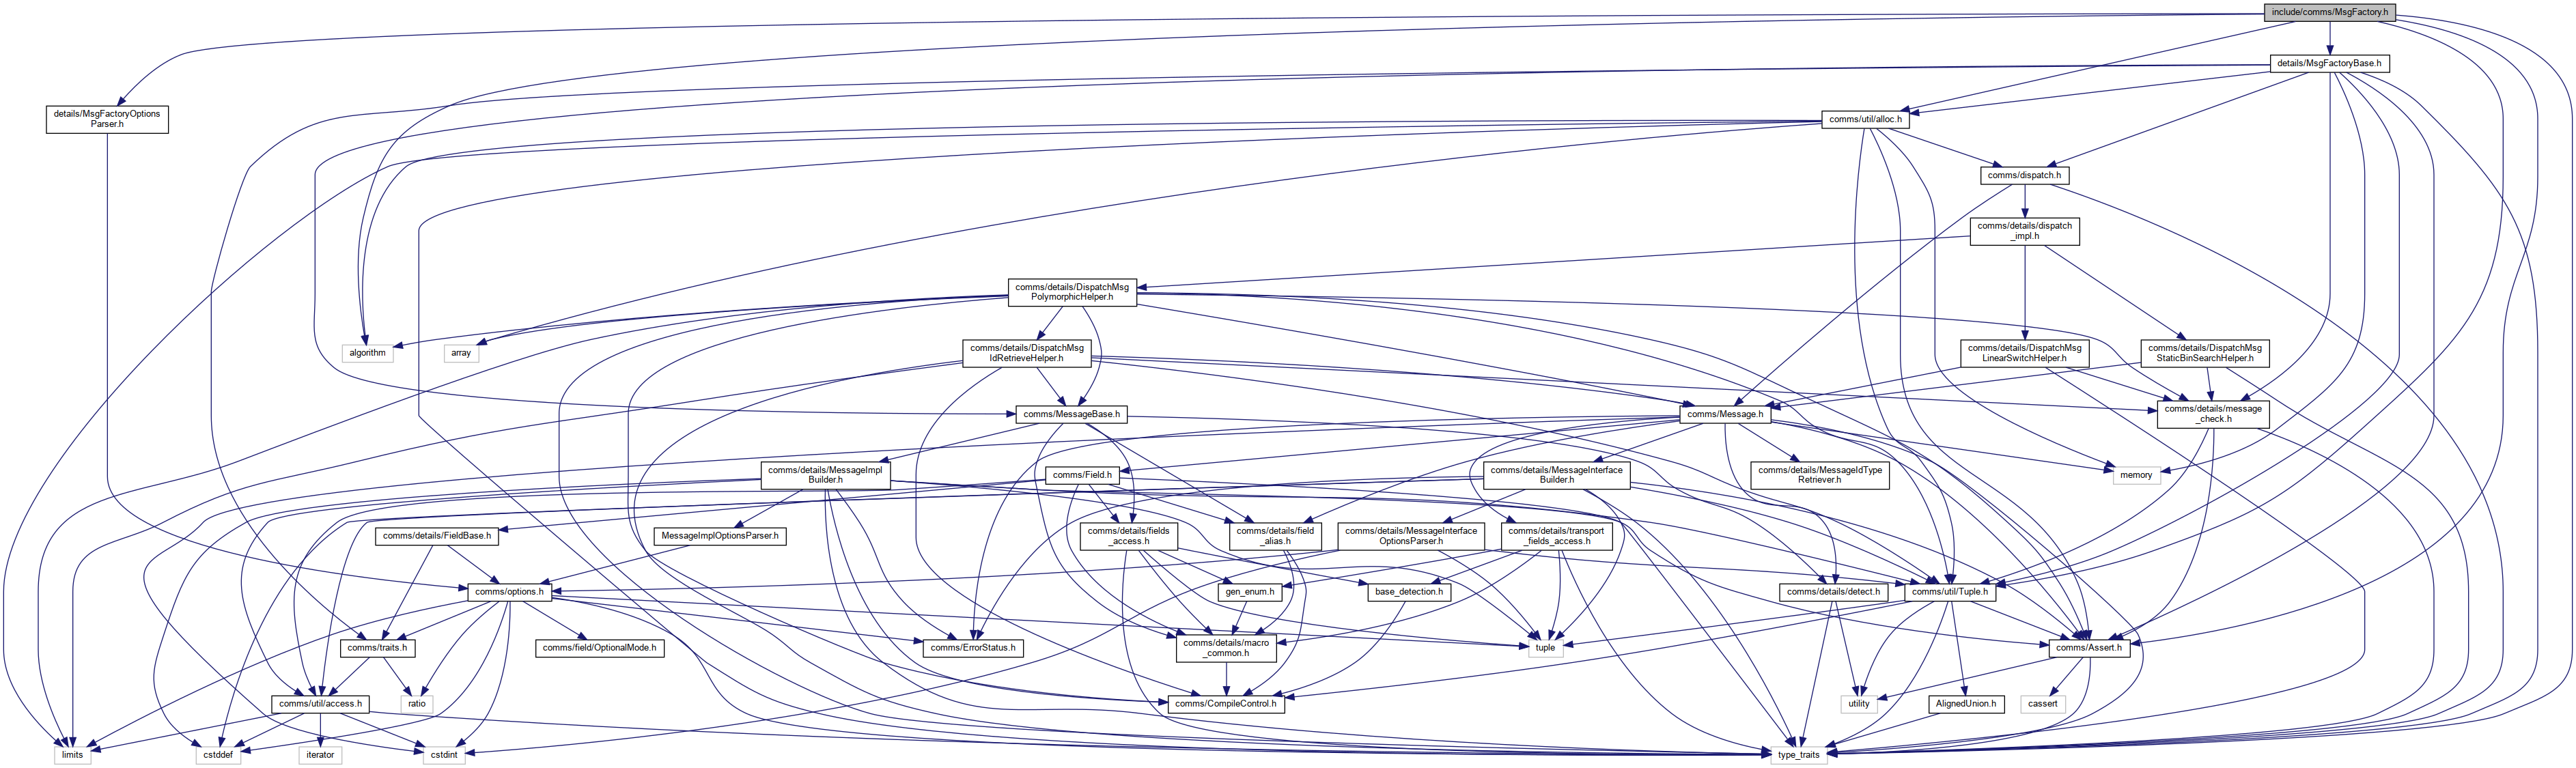 include/comms/MsgFactory.h
details/MsgFactoryBase.h
details/MsgFactoryOptions
Parser.h
comms/util/alloc.h
comms/dispatch.h
comms/details/dispatch
_impl.h
comms/details/DispatchMsg
PolymorphicHelper.h
algorithm
array
comms/details/DispatchMsg
IdRetrieveHelper.h
comms/details/DispatchMsg
LinearSwitchHelper.h
comms/details/DispatchMsg
StaticBinSearchHelper.h
comms/MessageBase.h
comms/Message.h
comms/details/message
_check.h
comms/details/MessageImpl
Builder.h
comms/Field.h
comms/details/MessageInterface
Builder.h
comms/details/MessageIdType
Retriever.h
memory
comms/details/FieldBase.h
MessageImplOptionsParser.h
comms/details/fields
_access.h
comms/details/field
_alias.h
comms/details/MessageInterface
OptionsParser.h
comms/details/transport
_fields_access.h
comms/options.h
gen_enum.h
base_detection.h
comms/details/detect.h
comms/util/Tuple.h
comms/traits.h
comms/field/OptionalMode.h
comms/ErrorStatus.h
comms/details/macro
_common.h
tuple
comms/Assert.h
comms/util/access.h
ratio
comms/CompileControl.h
utility
AlignedUnion.h
cassert
limits
cstddef
iterator
cstdint
type_traits